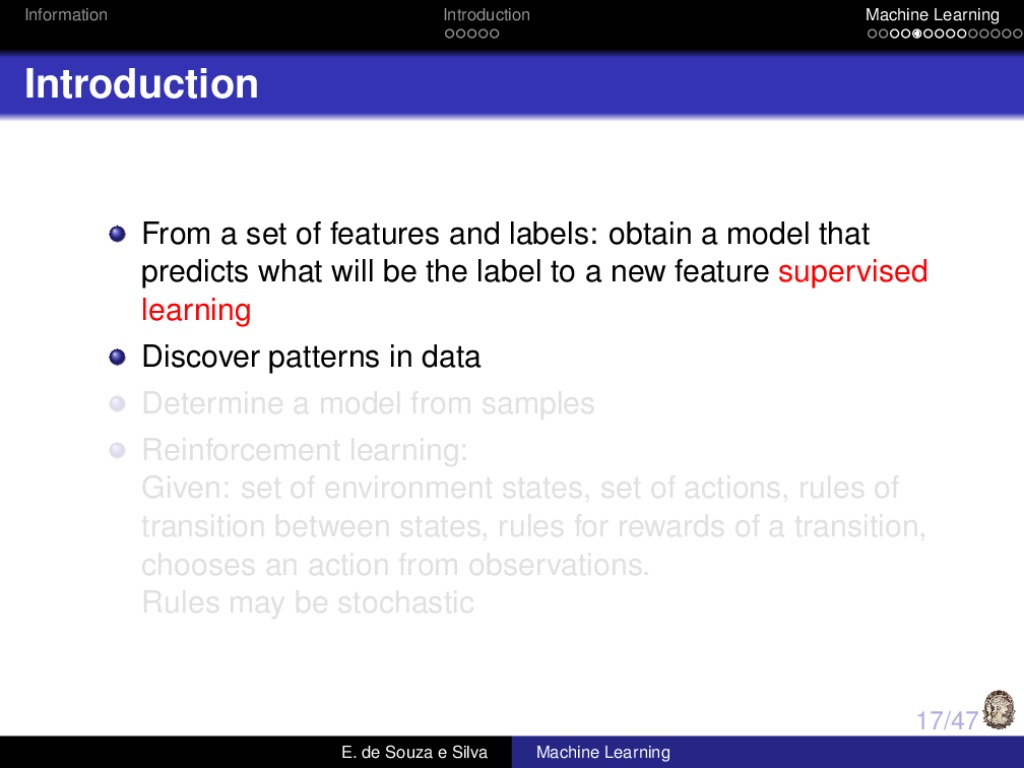 Information
Introduction
Machine Learning
Introduction
From a set of features and labels: obtain a model that
predicts what will be the label to a new feature supervised
learning
Discover patterns in data
Determine a model from samples
Reinforcement learning:
Given: set of environment states, set of actions, rules of
transition between states, rules for rewards of a transition,
chooses an action from observations.
Rules may be stochastic
17/47
E. de Souza e Silva
Machine Learning